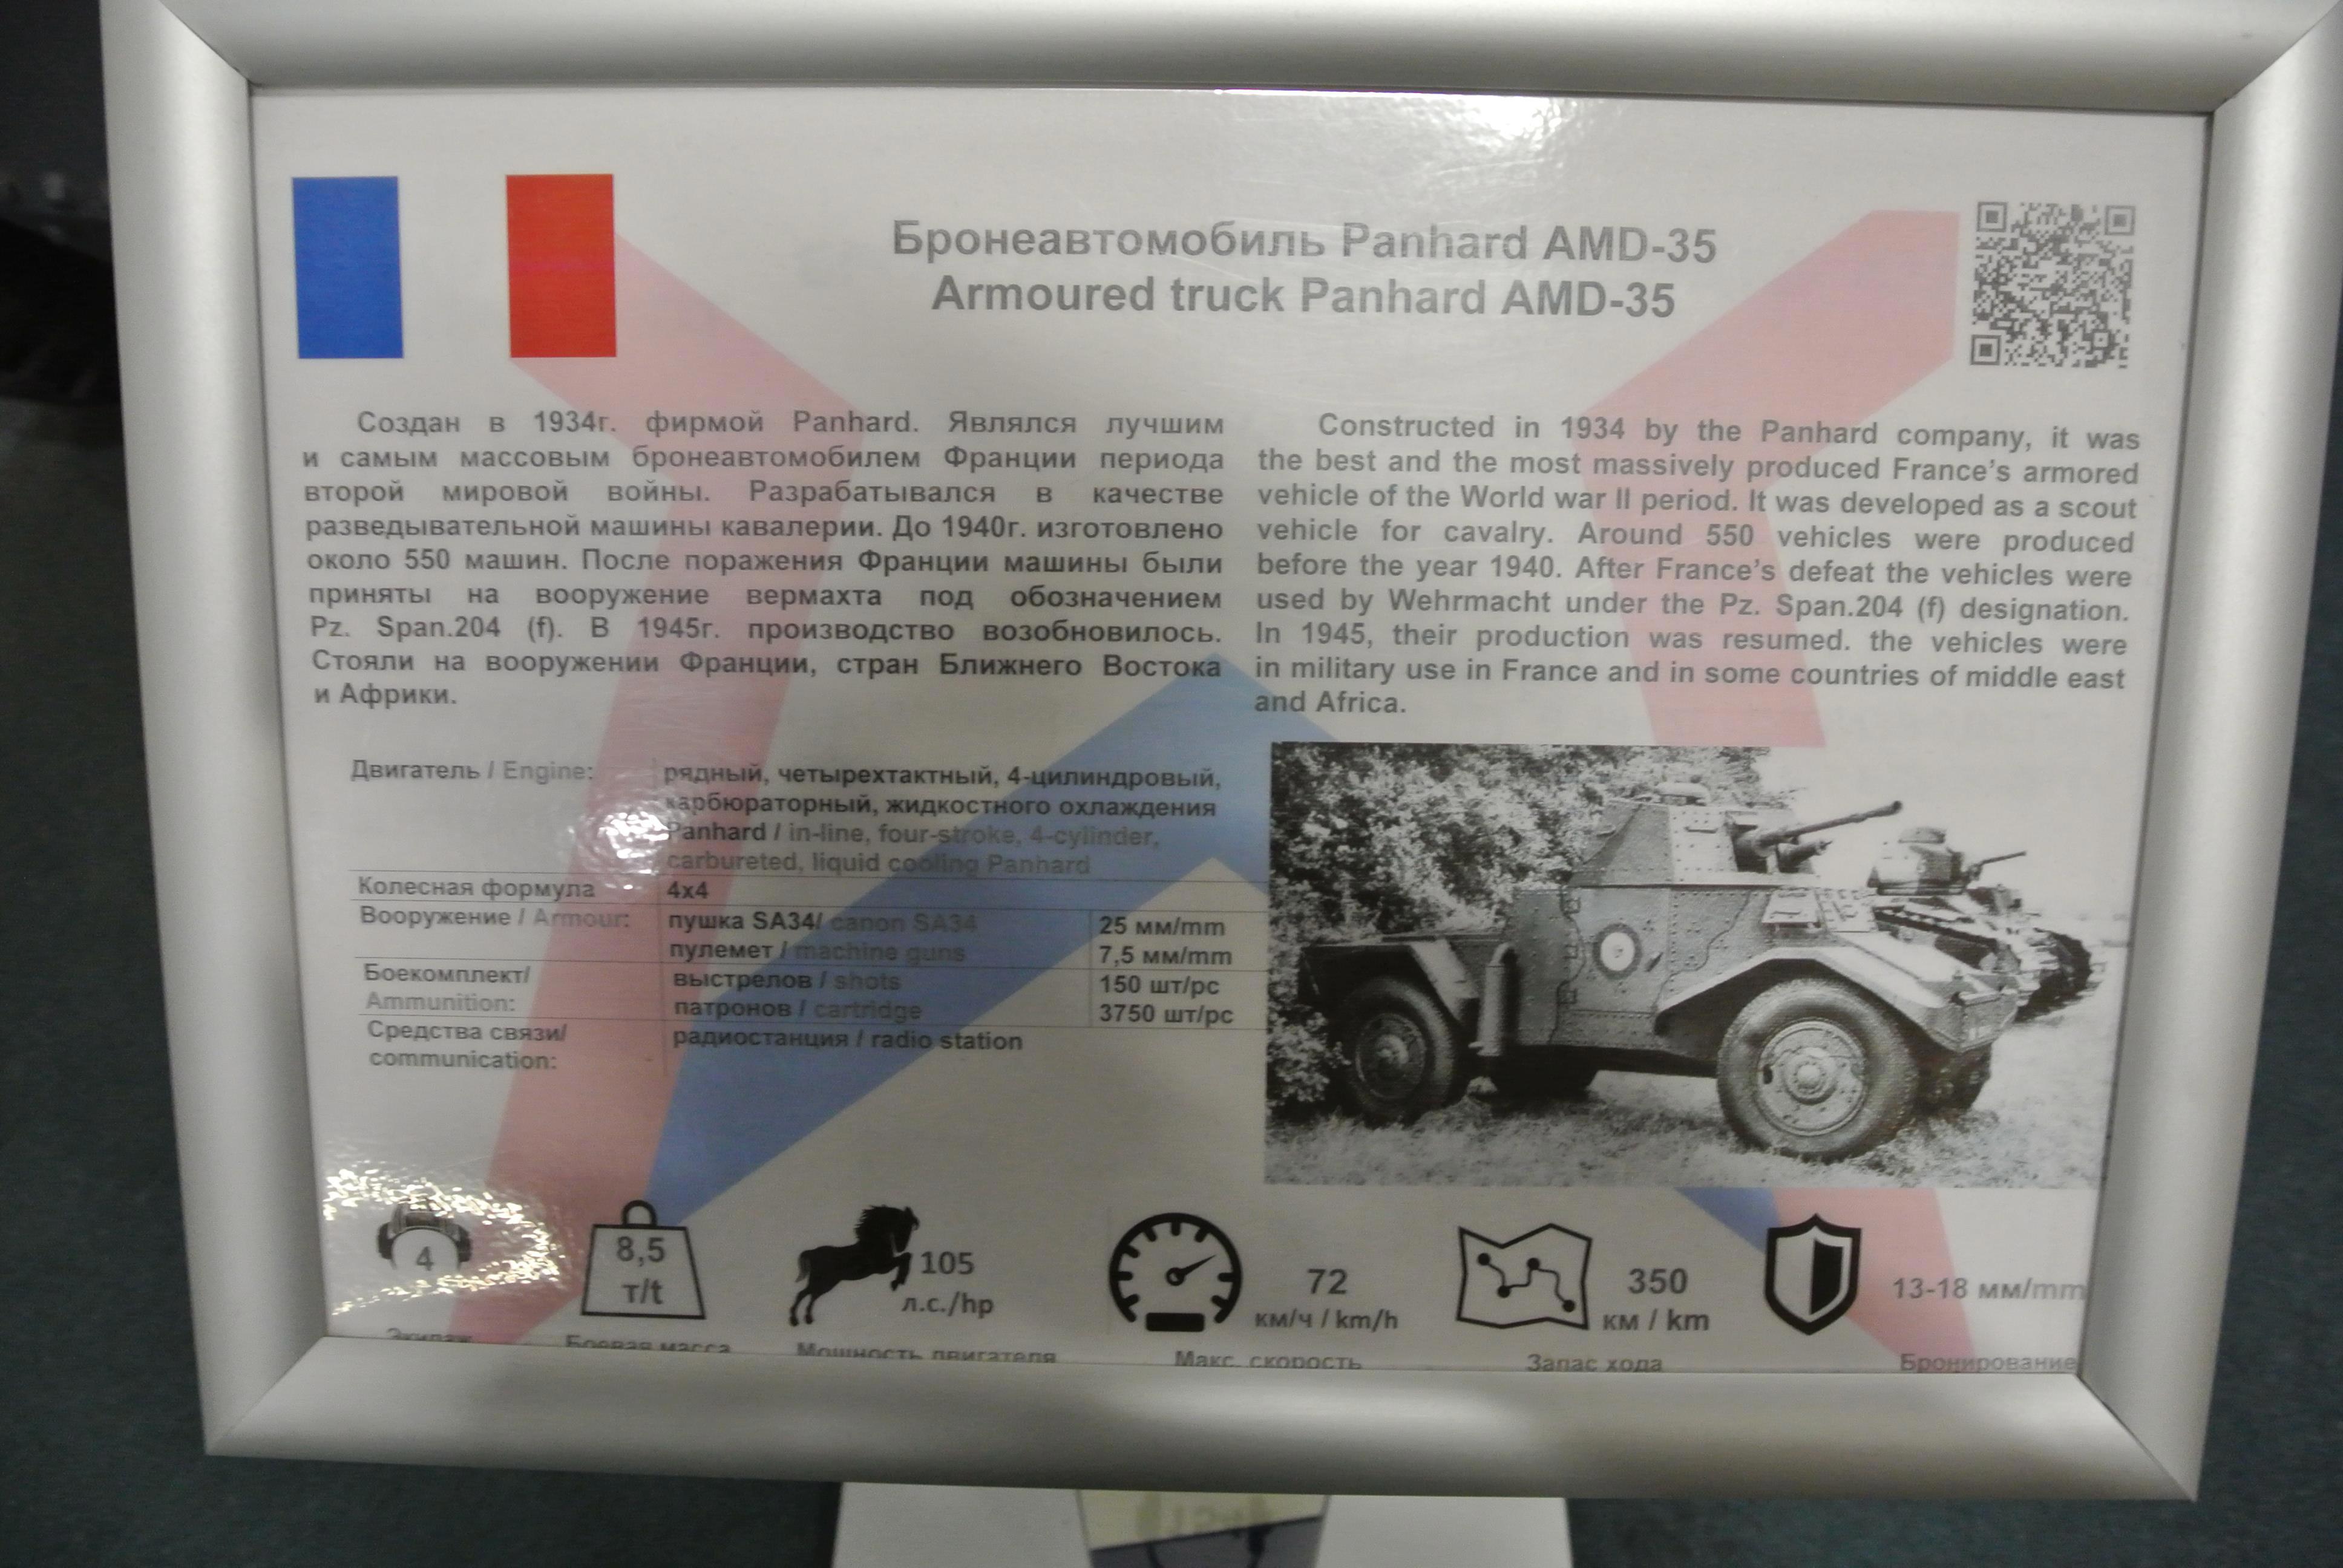 Бронеавтомобиль Panhard AMD-35
Armoured truck Panhard AMD-35
Создан в 1934г. фирмой Panhard. Являлся лучшим
и самым массовым бронеавтомобилем Франции периода
второй мировой войны. Разрабатывался в качестве
разведывательной машины кавалерии. До 1940г. изготовлено
около 550 машин. После поражения Франции машины были
приняты на вооружение вермахта под обозначением
Pz. Span.204 (f). В 1945г. производство возобновилось.
Стояли на вооружении Франции, стран Ближнего Востока
и Африки.
Constructed in 1934 by the Panhard company, it was
the best and the most massively produced France's armored
vehicle of the World war II period. It was developed as a scout
vehicle for cavalry. Around 550 vehicles were produced
before the year 1940. After France's defeat the vehicles were
used by Wehrmacht under the Pz. Span.204 (f) designation.
In 1945, their production was resumed. the vehicles were
in military use in France and in some countries of middle east
and Africa.
Двигатель / Engine: рядный, четырехтактный, 4-цилиндровый,
карбюраторный, жидкостного охлаждения
Panhard / in-line, four-stroke, 4-cylinder,
carbureted, liquid cooling Panhard
Колесная формула 4x4
Вооружение / Armour: пушка SA34/ canon SA34 25 мм/mm
пулемет / machine guns 7,5 мм/mm
Боекомплект/ выстрелов / shots 150 шт/pc
Ammunition: патронов / cartridge 3750 шт/pc
Средства связи/ радиостанция / radio station
communication:
4
8,5
т/t
105
л.с./hp
72
км/ч / km/h
350
км / km
13-18 мм/mm
Экипаж Боевая масса Мощность двигателя Макс. скорость Запас хода Бронирование